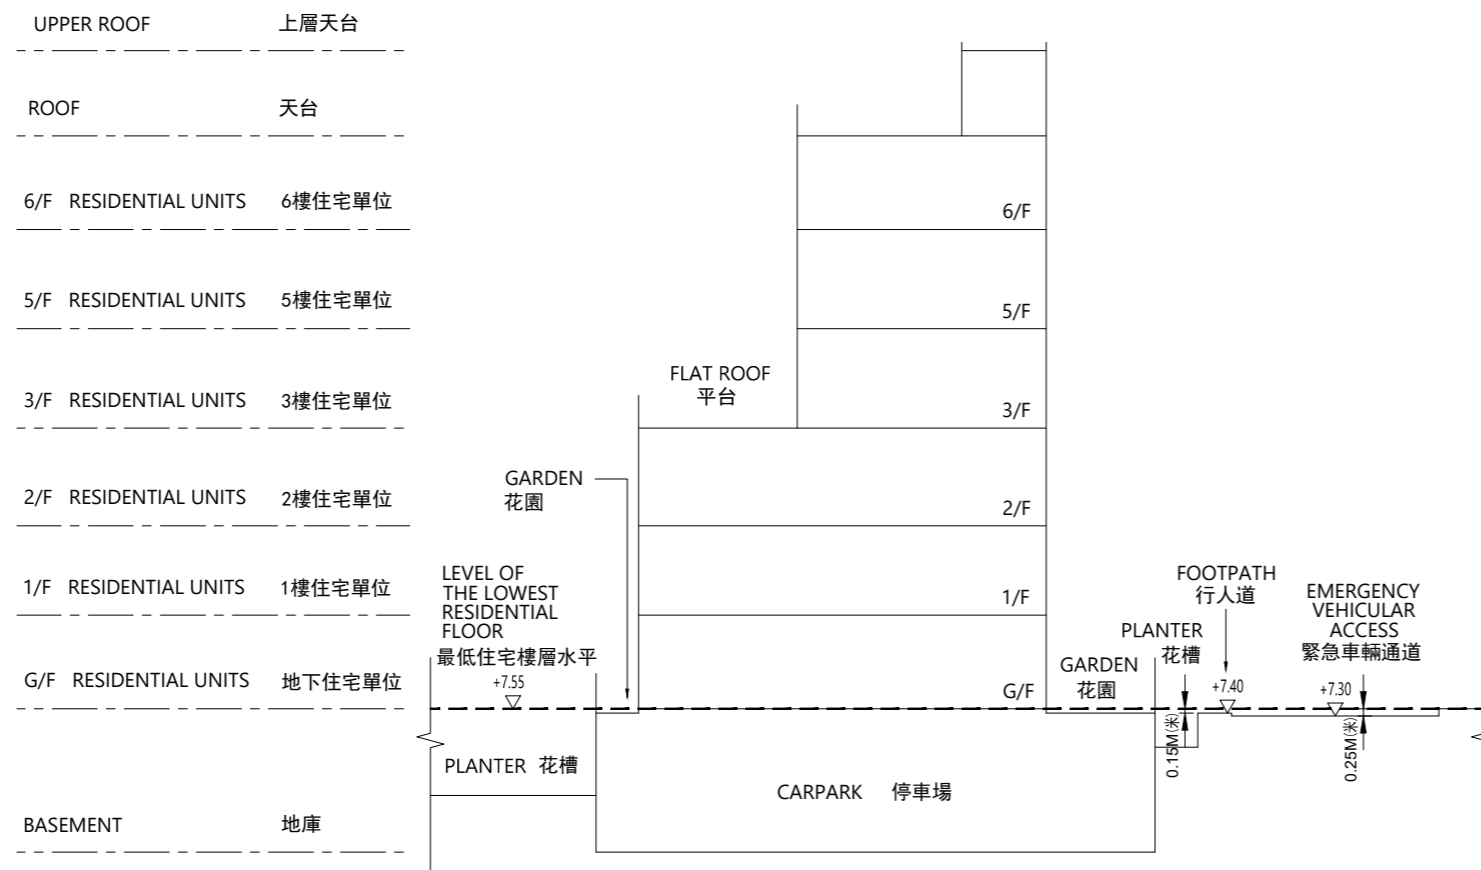 UPPER ROOF 上層天台
ROOF 天台
6/F RESIDENTIAL UNITS 6樓住宅單位
6/F
5/F RESIDENTIAL UNITS 5樓住宅單位
5/F
FLAT ROOF
平台
3/F RESIDENTIAL UNITS 3樓住宅單位
3/F
GARDEN
花園
2/F RESIDENTIAL UNITS 2樓住宅單位
2/F
1/F RESIDENTIAL UNITS 1樓住宅單位
1/F
LEVEL OF
THE LOWEST
RESIDENTIAL
FLOOR
最低住宅樓層水平
+7.55
FOOTPATH
行人道
+7.40
EMERGENCY
VEHICULAR
ACCESS
緊急車輛通道
+7.30
PLANTER
花槽
GARDEN
花園
G/F RESIDENTIAL UNITS 地下住宅單位
G/F
0.15M(米)
0.25M(米)
PLANTER 花槽
CARPARK 停車場
BASEMENT 地庫